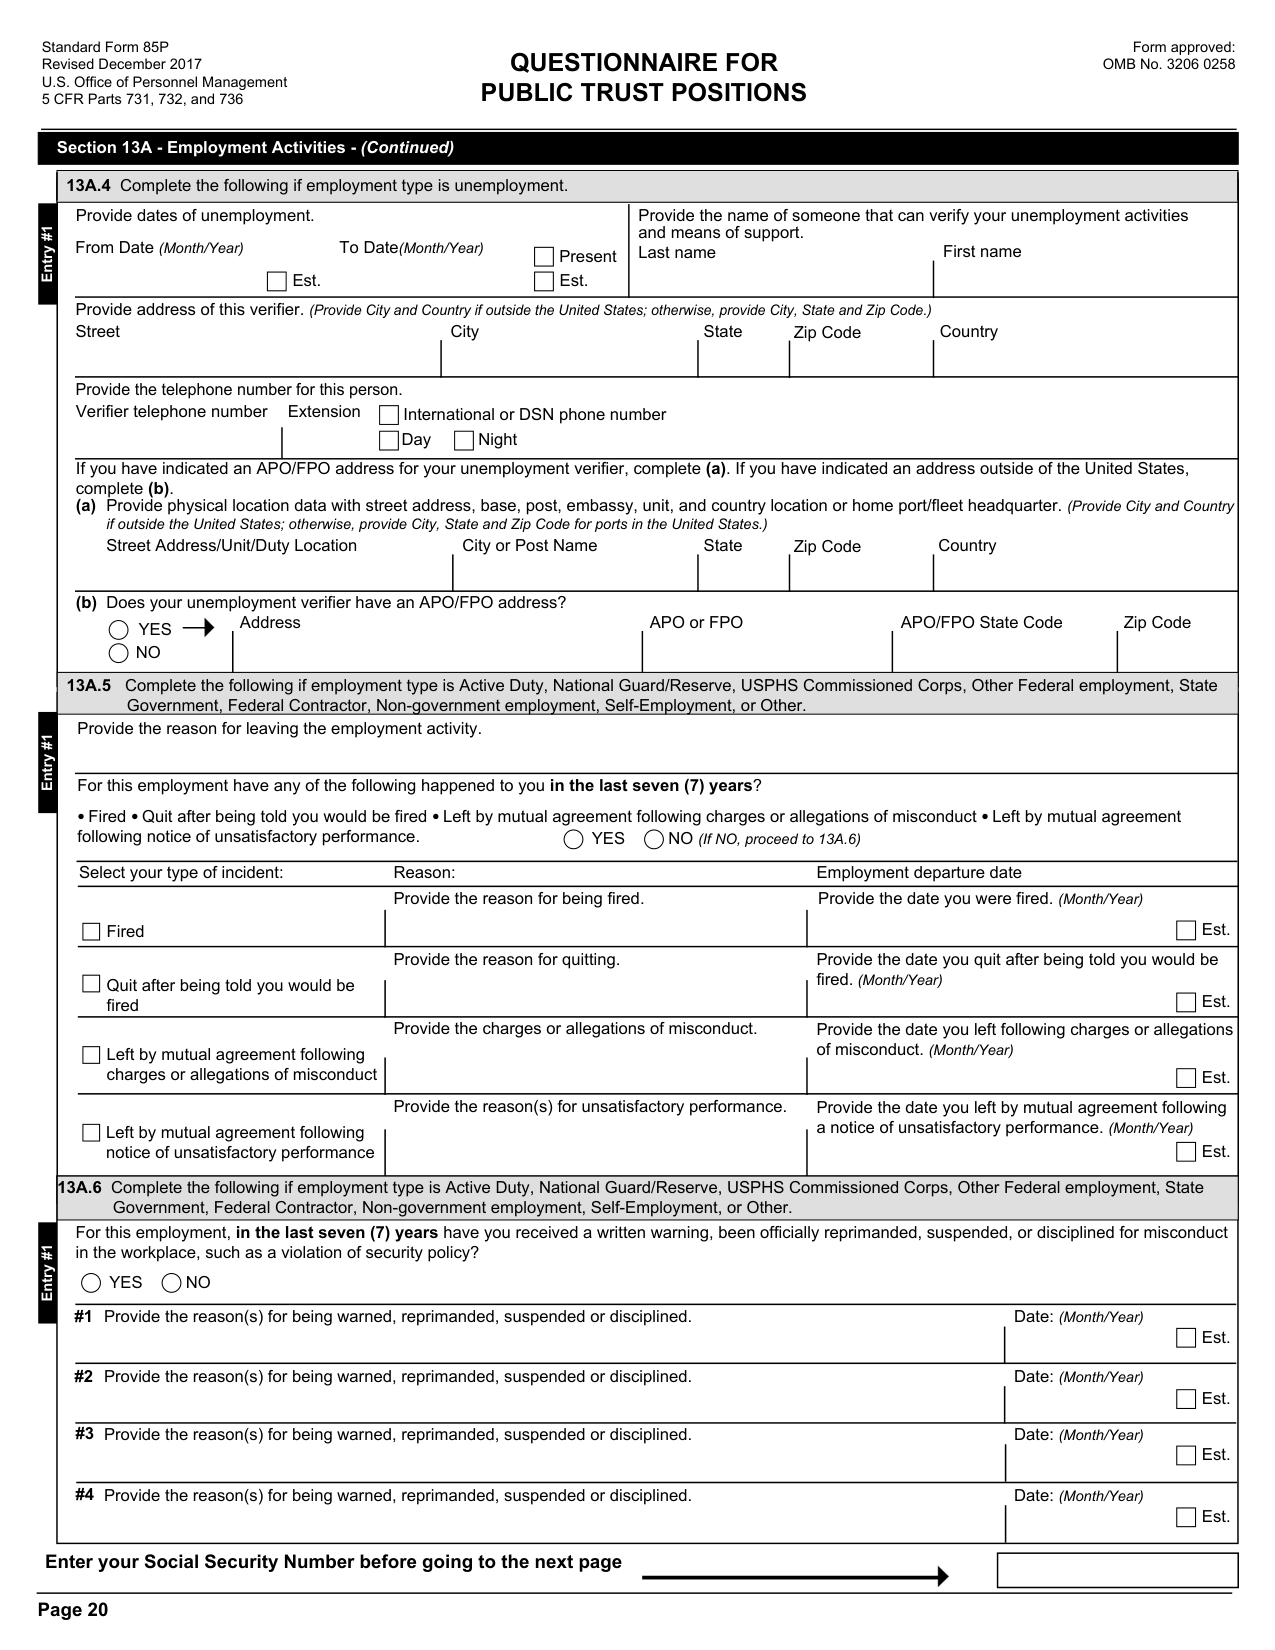 Standard Form 85P
Revised December 2017
U.S. Office of Personnel Management
5 CFR Parts 731, 732, and 736
QUESTIONNAIRE FOR
PUBLIC TRUST POSITIONS
Form approved:
OMB No. 3206 0258
Section 13A - Employment Activities - (Continued)
13A.4 Complete the following if employment type is unemployment.
Entry #1
Provide dates of unemployment.
From Date (Month/Year) To Date(Month/Year)
Present
Est. Est.
Provide the name of someone that can verify your unemployment activities
and means of support.
Last name First name
Provide address of this verifier. (Provide City and Country if outside the United States; otherwise, provide City, State and Zip Code.)
Street City State Zip Code Country
Provide the telephone number for this person.
Verifier telephone number Extension International or DSN phone number
Day Night
If you have indicated an APO/FPO address for your unemployment verifier, complete (a). If you have indicated an address outside of the United States,
complete (b).
(a) Provide physical location data with street address, base, post, embassy, unit, and country location or home port/fleet headquarter. (Provide City and Country
if outside the United States; otherwise, provide City, State and Zip Code for ports in the United States.)
Street Address/Unit/Duty Location City or Post Name State Zip Code Country
(b) Does your unemployment verifier have an APO/FPO address?
YES Address APO or FPO APO/FPO State Code Zip Code
NO
13A.5 Complete the following if employment type is Active Duty, National Guard/Reserve, USPHS Commissioned Corps, Other Federal employment, State
Government, Federal Contractor, Non-government employment, Self-Employment, or Other.
Entry #1
Provide the reason for leaving the employment activity.
For this employment have any of the following happened to you in the last seven (7) years?
• Fired • Quit after being told you would be fired • Left by mutual agreement following charges or allegations of misconduct • Left by mutual agreement
following notice of unsatisfactory performance. YES NO (If NO, proceed to 13A.6)
Select your type of incident: Reason: Employment departure date
Provide the reason for being fired. Provide the date you were fired. (Month/Year)
Fired Est.
Provide the reason for quitting. Provide the date you quit after being told you would be
fired. (Month/Year)
Quit after being told you would be
fired Est.
Provide the charges or allegations of misconduct. Provide the date you left following charges or allegations
of misconduct. (Month/Year)
Left by mutual agreement following
charges or allegations of misconduct Est.
Provide the reason(s) for unsatisfactory performance. Provide the date you left by mutual agreement following
a notice of unsatisfactory performance. (Month/Year)
Left by mutual agreement following
notice of unsatisfactory performance Est.
13A.6 Complete the following if employment type is Active Duty, National Guard/Reserve, USPHS Commissioned Corps, Other Federal employment, State
Government, Federal Contractor, Non-government employment, Self-Employment, or Other.
Entry #1
For this employment, in the last seven (7) years have you received a written warning, been officially reprimanded, suspended, or disciplined for misconduct
in the workplace, such as a violation of security policy?
YES NO
#1 Provide the reason(s) for being warned, reprimanded, suspended or disciplined. Date: (Month/Year)
Est.
#2 Provide the reason(s) for being warned, reprimanded, suspended or disciplined. Date: (Month/Year)
Est.
#3 Provide the reason(s) for being warned, reprimanded, suspended or disciplined. Date: (Month/Year)
Est.
#4 Provide the reason(s) for being warned, reprimanded, suspended or disciplined. Date: (Month/Year)
Est.
Enter your Social Security Number before going to the next page
Page 20